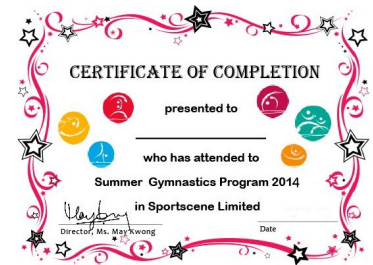 CERTIFICATE OF COMPLETION
presented to
who has attended to
Summer Gymnastics Program 2014
in Sportscene Limited
Director, Ms. May Kwong
Date